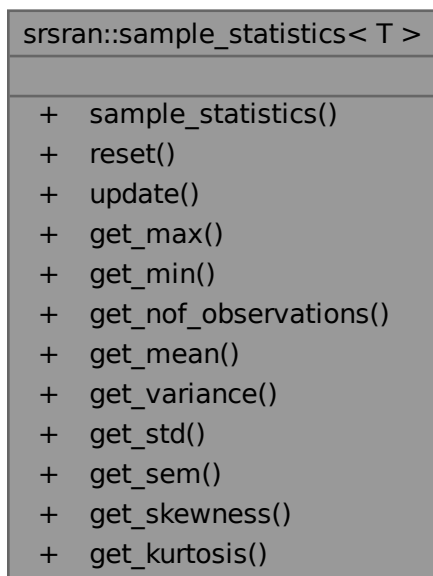 srsran::sample_statistics< T >
+ sample_statistics()
+ reset()
+ update()
+ get_max()
+ get_min()
+ get_nof_observations()
+ get_mean()
+ get_variance()
+ get_std()
+ get_sem()
+ get_skewness()
+ get_kurtosis()